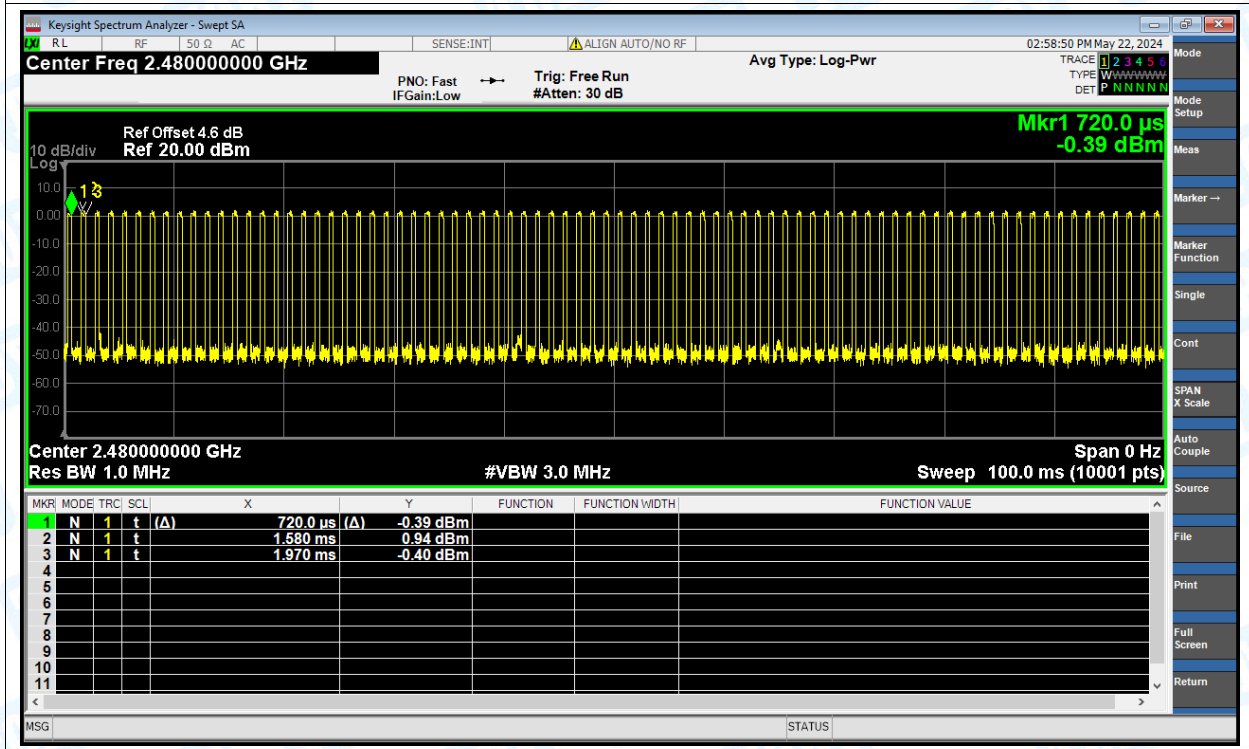 Keysight Spectrum Analyzer - Swept SA
LXI RL RF 50 Ω AC SENSE:INT ALIGN AUTO/NO RF 02:58:50 PM May 22, 2024
Center Freq 2.480000000 GHz Avg Type: Log-Pwr TRACE 1 2 3 4 5 6
PNO: Fast Trig: Free Run TYPE WWWWWW
IFGain:Low #Atten: 30 dB DET P N N N N N
Ref Offset 4.6 dB Mkr1 720.0 µs
10 dB/div Ref 20.00 dBm -0.39 dBm
Log
10.0
1 3
0.00
-10.0
-20.0
-30.0
-40.0
-50.0
-60.0
-70.0
Center 2.480000000 GHz Span 0 Hz
Res BW 1.0 MHz #VBW 3.0 MHz Sweep 100.0 ms (10001 pts)
MKR MODE TRC SCL X Y FUNCTION FUNCTION WIDTH FUNCTION VALUE
1 N 1 t (Δ) 720.0 µs (Δ) -0.39 dBm
2 N 1 t 1.580 ms 0.94 dBm
3 N 1 t 1.970 ms -0.40 dBm
4
5
6
7
8
9
10
11
MSG STATUS
Mode
Mode
Setup
Meas
Marker →
Marker
Function
Single
Cont
SPAN
X Scale
Auto
Couple
Source
File
Print
Full
Screen
Return